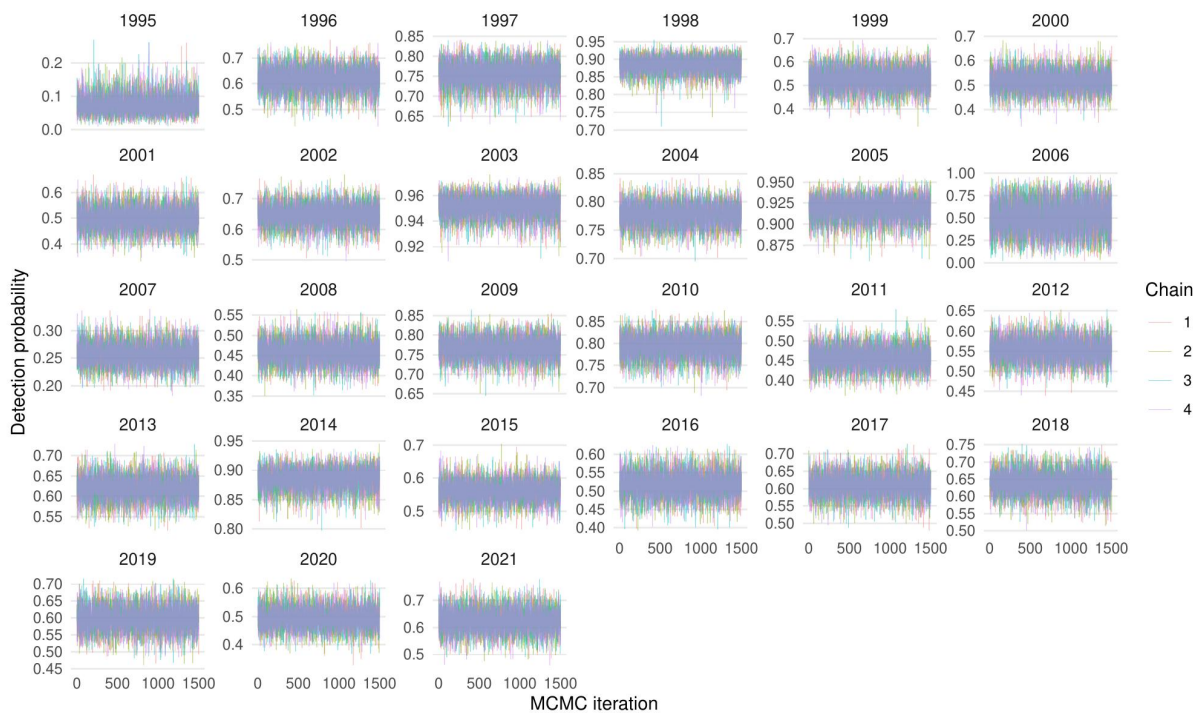 1995 1996 1997 1998 1999 2000
0.2 0.1 0.0
0.7 0.6 0.5
0.85 0.80 0.75 0.70 0.65
0.95 0.90 0.85 0.80 0.75 0.70
0.7 0.6 0.5 0.4
0.7 0.6 0.5 0.4
2001 2002 2003 2004 2005 2006
0.6 0.5 0.4
0.7 0.6 0.5
0.96 0.94 0.92
0.85 0.80 0.75 0.70
0.950 0.925 0.900 0.875
1.00 0.75 0.50 0.25 0.00
Detection probability
2007 2008 2009 2010 2011 2012
0.30 0.25 0.20
0.55 0.50 0.45 0.40 0.35
0.85 0.80 0.75 0.70 0.65
0.85 0.80 0.75 0.70
0.55 0.50 0.45 0.40
0.65 0.60 0.55 0.50 0.45
Chain
1
2
3
4
2013 2014 2015 2016 2017 2018
0.70 0.65 0.60 0.55
0.95 0.90 0.85 0.80
0.7 0.6 0.5
0.60 0.55 0.50 0.45 0.40
0.70 0.65 0.60 0.55 0.50
0.75 0.70 0.65 0.60 0.55 0.50
0 500 1000 1500 0 500 1000 1500 0 500 1000 1500
2019 2020 2021
0.70 0.65 0.60 0.55 0.50 0.45
0.6 0.5 0.4
0.7 0.6 0.5
0 500 1000 1500 0 500 1000 1500 0 500 1000 1500
MCMC iteration